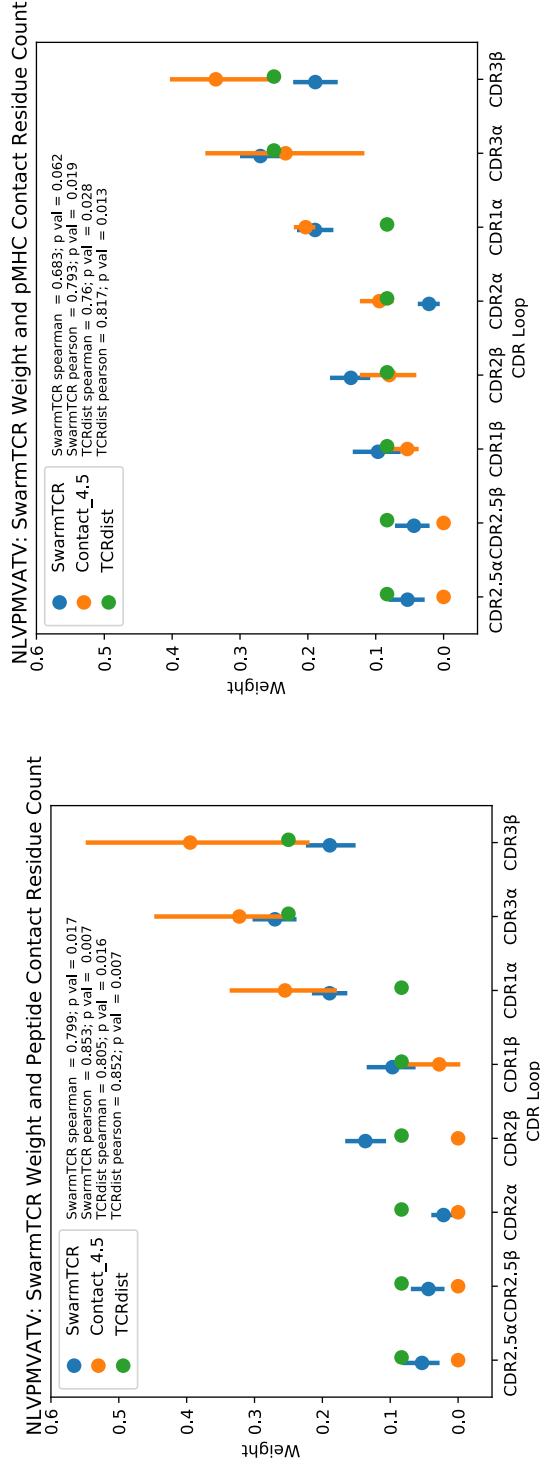 NLVPMVATV: SwarmTCR Weight and Peptide Contact Residue Count
SwarmTCR
Contact_4.5
TCRdist
SwarmTCR spearman = 0.799; p val = 0.017
SwarmTCR pearson = 0.853; p val = 0.007
TCRdist spearman = 0.805; p val = 0.016
TCRdist pearson = 0.852; p val = 0.007
Weight
0.6
0.5
0.4
0.3
0.2
0.1
0.0
CDR2.5α CDR2.5β CDR2α CDR2β CDR1β CDR1α CDR3α CDR3β
CDR Loop
NLVPMVATV: SwarmTCR Weight and pMHC Contact Residue Count
SwarmTCR
Contact_4.5
TCRdist
SwarmTCR spearman = 0.683; p val = 0.062
SwarmTCR pearson = 0.793; p val = 0.019
TCRdist spearman = 0.76; p val = 0.028
TCRdist pearson = 0.817; p val = 0.013
Weight
0.6
0.5
0.4
0.3
0.2
0.1
0.0
CDR2.5α CDR2.5β CDR1β CDR2β CDR2α CDR1α CDR3α CDR3β
CDR Loop